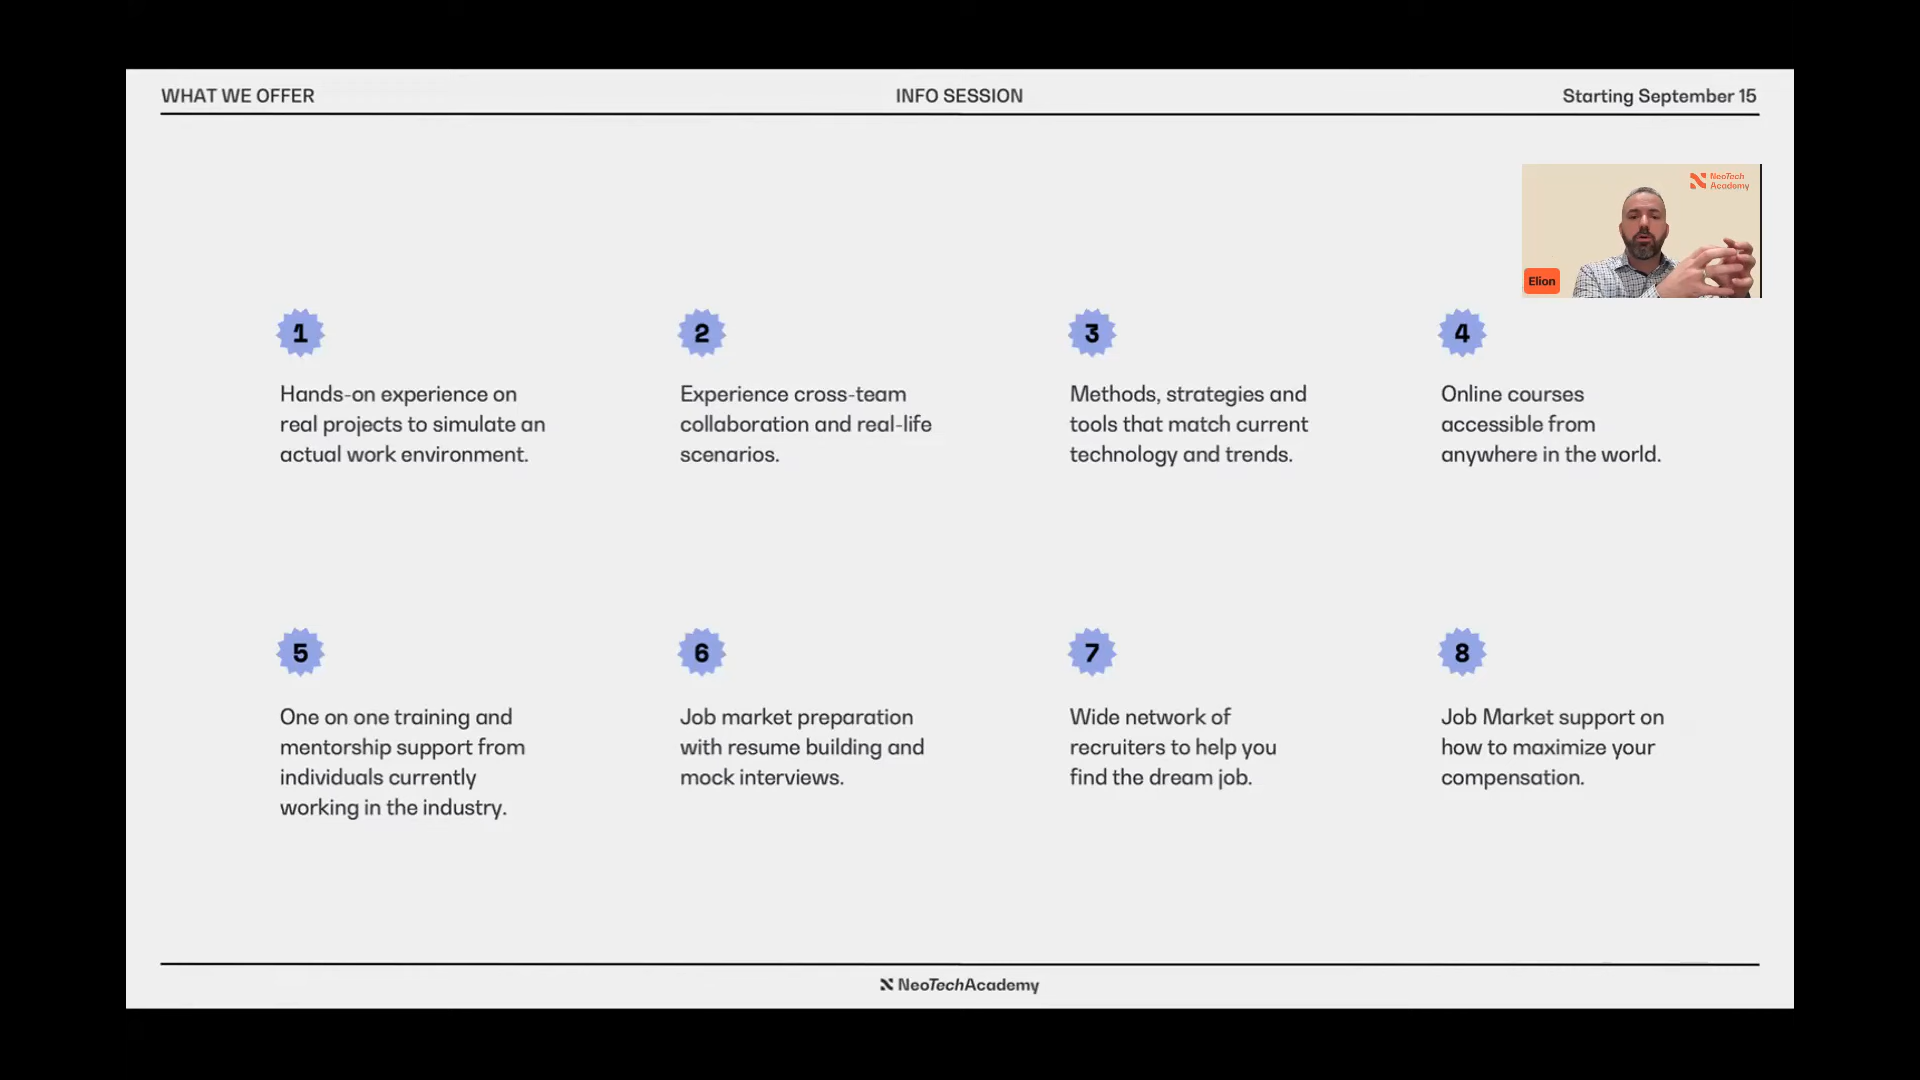 WHAT WE OFFER
INFO SESSION
Starting September 15
NeoTech
Academy
Elion
1
Hands-on experience on
real projects to simulate an
actual work environment.
2
Experience cross-team
collaboration and real-life
scenarios.
3
Methods, strategies and
tools that match current
technology and trends.
4
Online courses
accessible from
anywhere in the world.
5
One on one training and
mentorship support from
individuals currently
working in the industry.
6
Job market preparation
with resume building and
mock interviews.
7
Wide network of
recruiters to help you
find the dream job.
8
Job Market support on
how to maximize your
compensation.
NeoTechAcademy